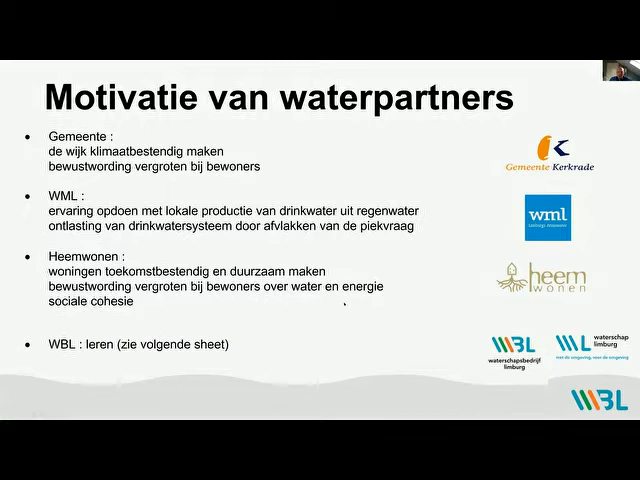 Motivatie van waterpartners
• Gemeente :
de wijk klimaatbestendig maken
bewustwording vergroten bij bewoners
Gemeente Kerkrade
• WML :
ervaring opdoen met lokale productie van drinkwater uit regenwater
ontlasting van drinkwatersysteem door afvlakken van de piekvraag
wml
• Heemwonen :
woningen toekomstbestendig en duurzaam maken
bewustwording vergroten bij bewoners over water en energie
sociale cohesie
heem
wonen
• WBL : leren (zie volgende sheet)
WBL
waterschapsbedrijf
limburg
WL
waterschap
limburg
met de omgeving, voor de omgeving
WBL